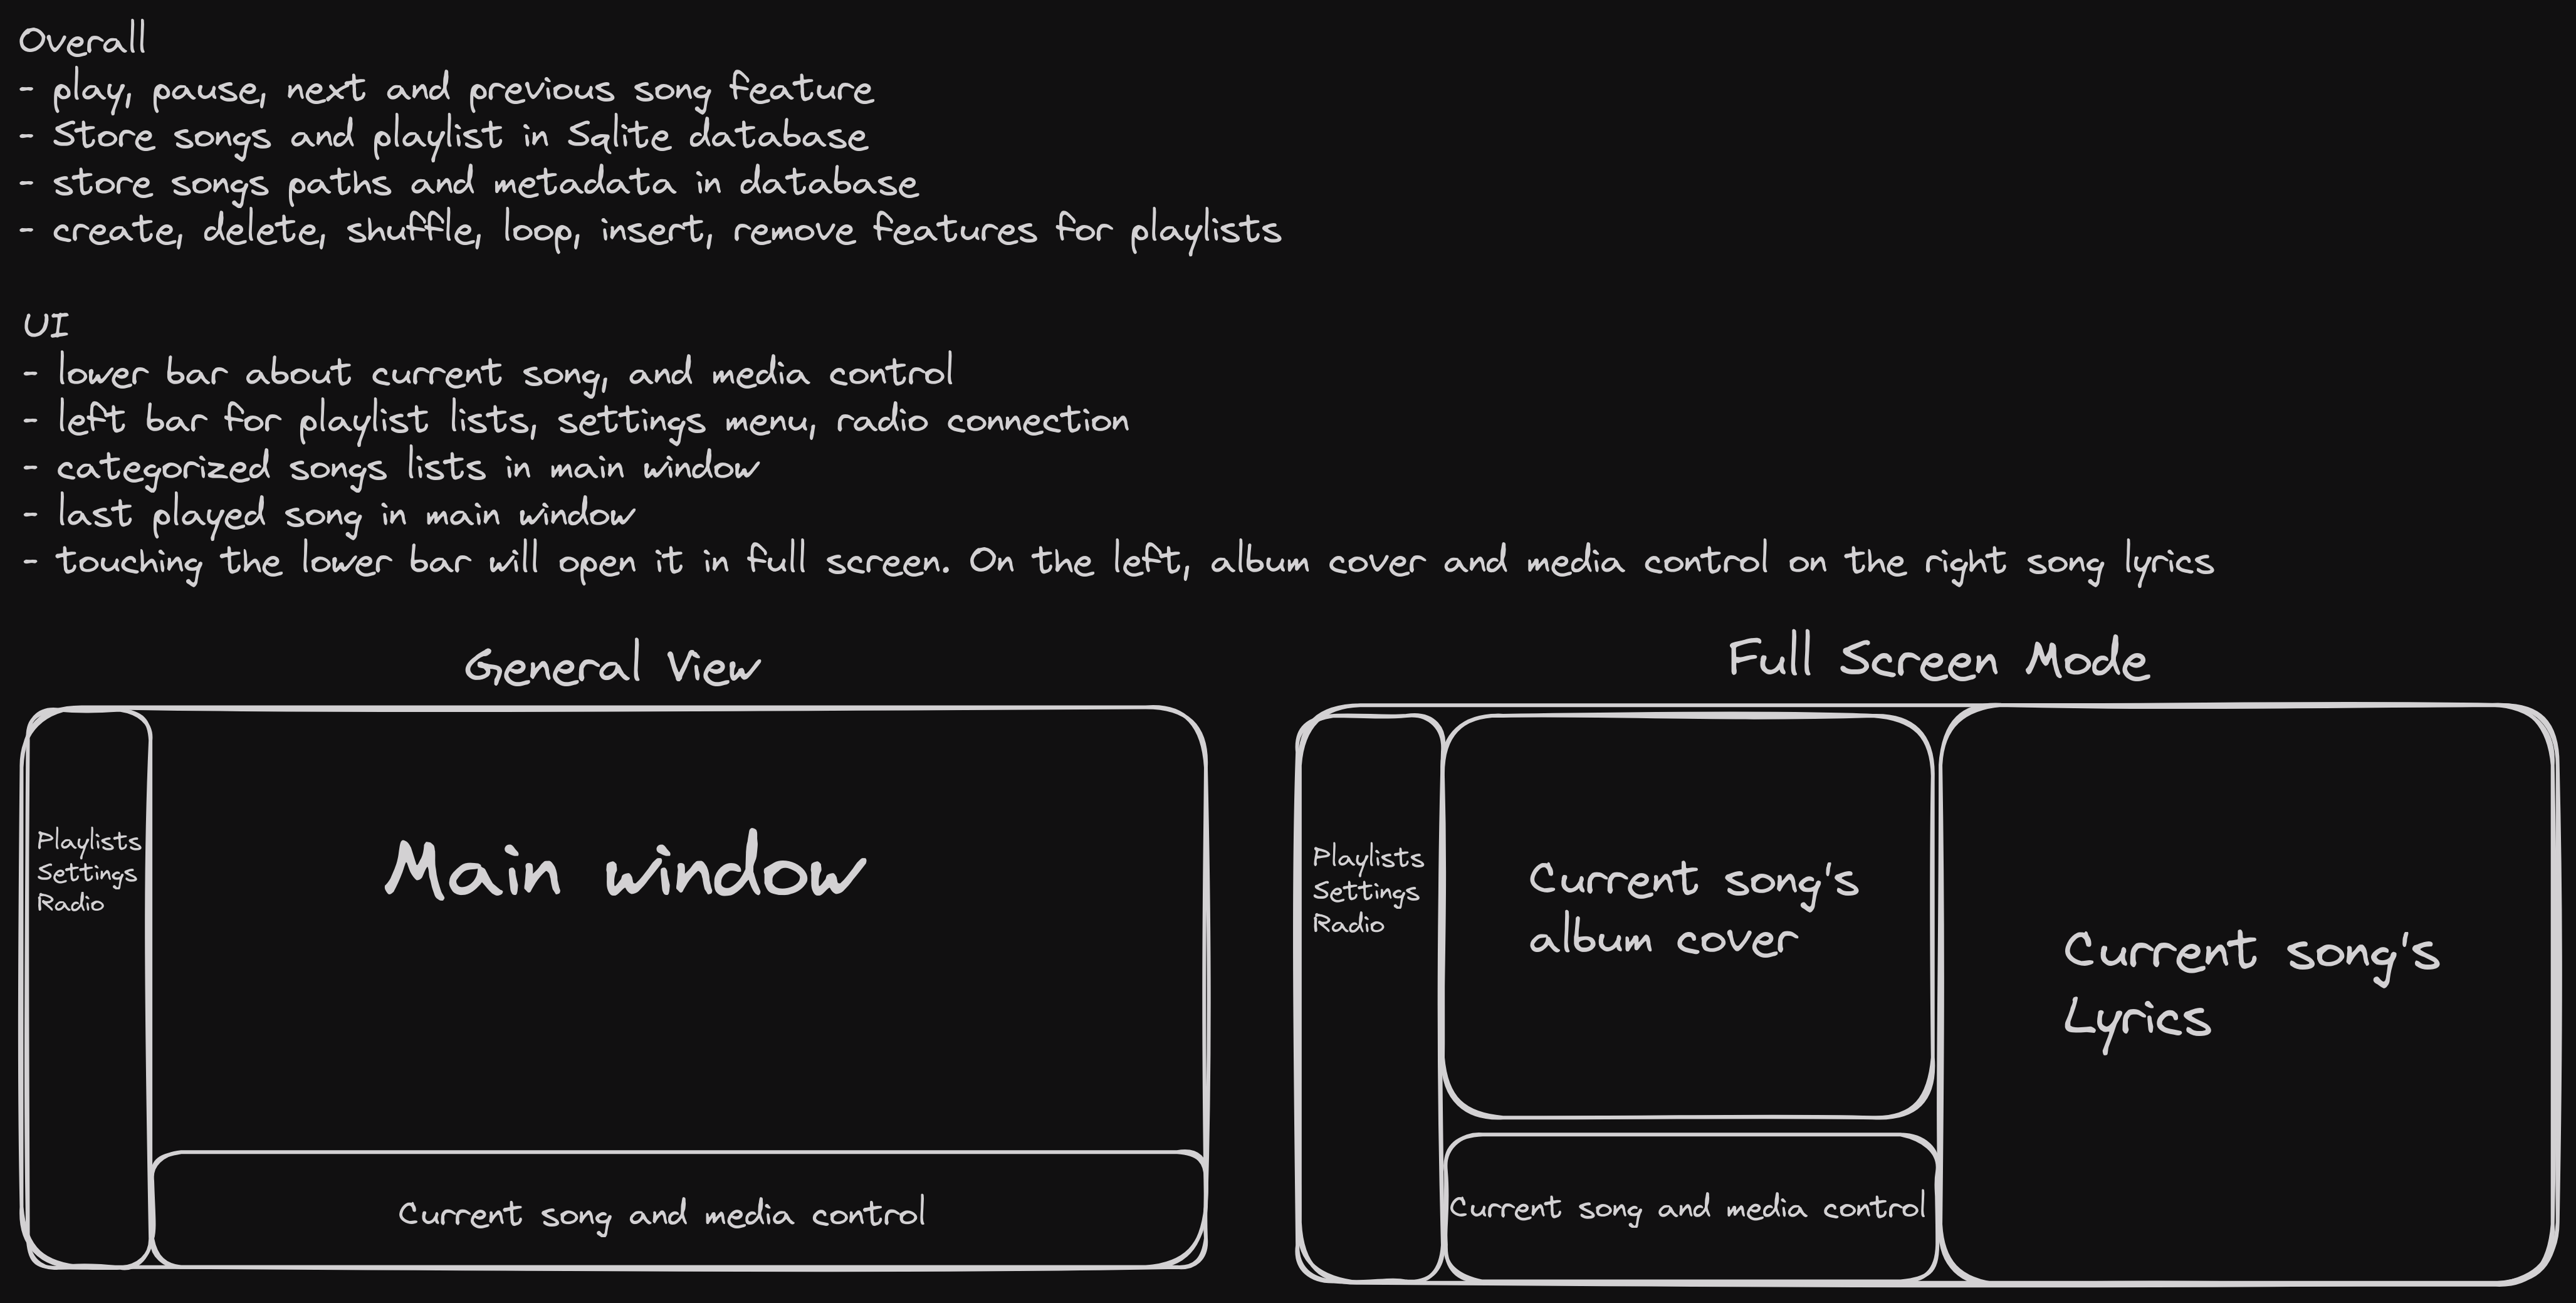 Overall
- play, pause, next and previous song feature
- Store songs and playlist in Sqlite database
- store songs paths and metadata in database
- create, delete, shuffle, loop, insert, remove features for playlists
UI
- lower bar about current song, and media control
- left bar for playlist lists, settings menu, radio connection
- categorized songs lists in main window
- last played song in main window
- touching the lower bar will open it in full screen. On the left, album cover and media control on the right song lyrics
General View
Playlists
Settings
Radio
Main window
Current song and media control
Full Screen Mode
Playlists
Settings
Radio
Current song's
album cover
Current song and media control
Current song's
Lyrics